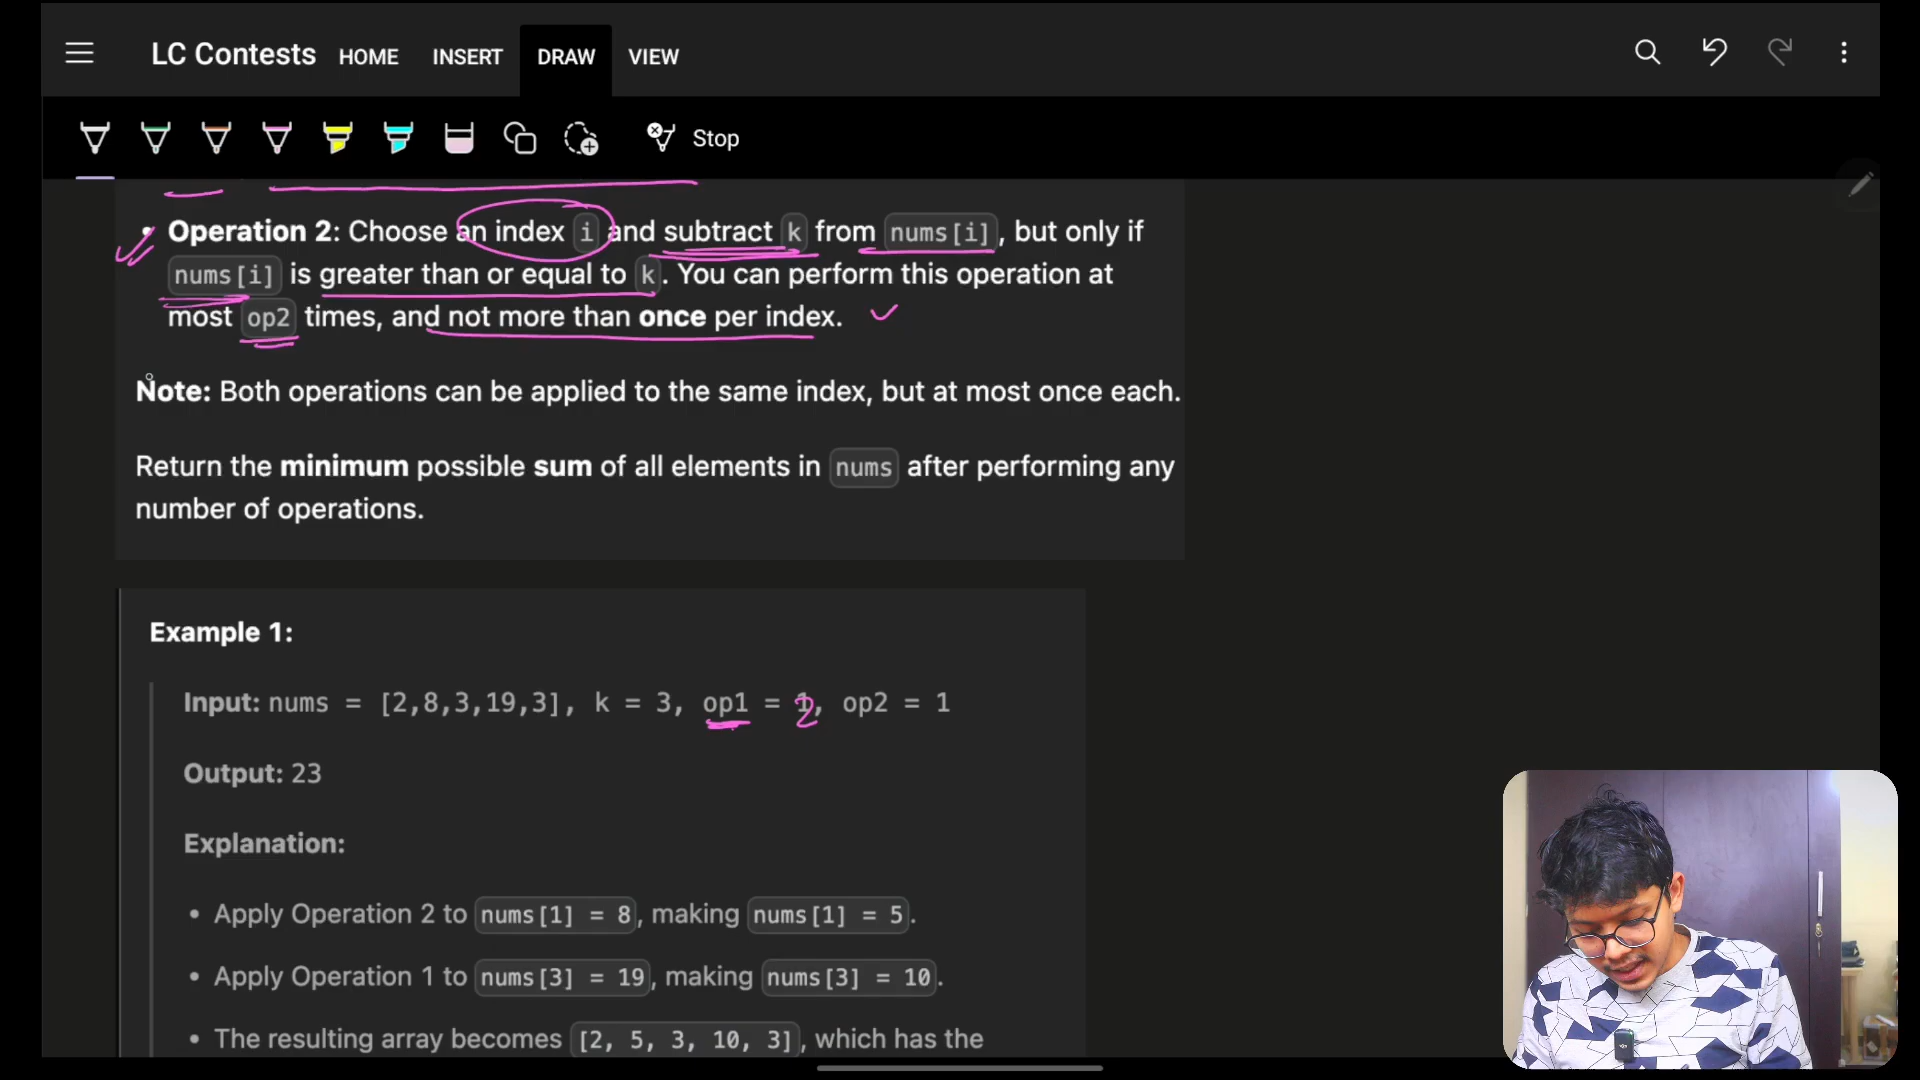 LC Contests HOME INSERT DRAW VIEW
Stop
• Operation 2: Choose an index i and subtract k from nums[i], but only if
nums[i] is greater than or equal to k. You can perform this operation at
most op2 times, and not more than once per index.
Note: Both operations can be applied to the same index, but at most once each.
Return the minimum possible sum of all elements in nums after performing any
number of operations.
Example 1:
Input: nums = [2,8,3,19,3], k = 3, op1 = 2, op2 = 1
Output: 23
Explanation:
• Apply Operation 2 to nums[1] = 8, making nums[1] = 5.
• Apply Operation 1 to nums[3] = 19, making nums[3] = 10.
• The resulting array becomes [2, 5, 3, 10, 3], which has the